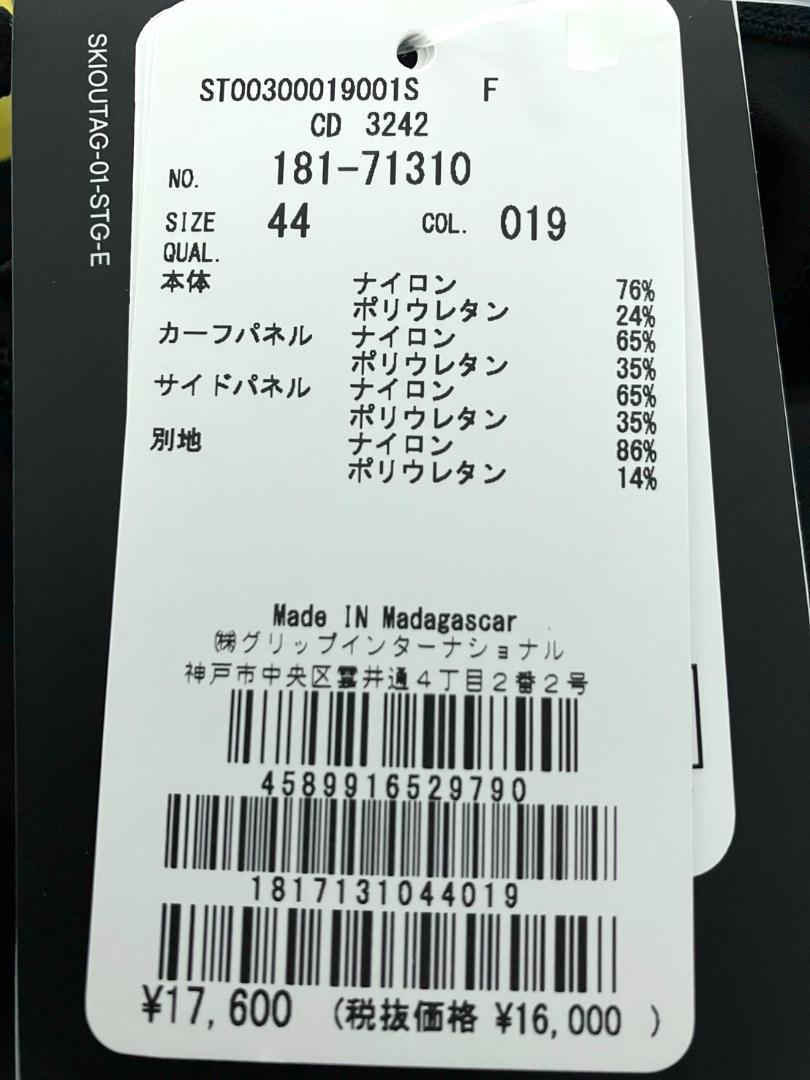 SKIOUTAG-01-STG-E
ST00300019001S F
CD 3242
NO. 181-71310
SIZE 44 COL. 019
QUAL.
本体 ナイロン 76%
ポリウレタン 24%
カーフパネル ナイロン 65%
ポリウレタン 35%
サイドパネル ナイロン 65%
ポリウレタン 35%
別地 ナイロン 86%
ポリウレタン 14%
Made IN Madagascar
㈱グリップインターナショナル
神戸市中央区雲井通4丁目2番2号
4589916529790
1817131044019
¥17,600 (税抜価格 ¥16,000 )